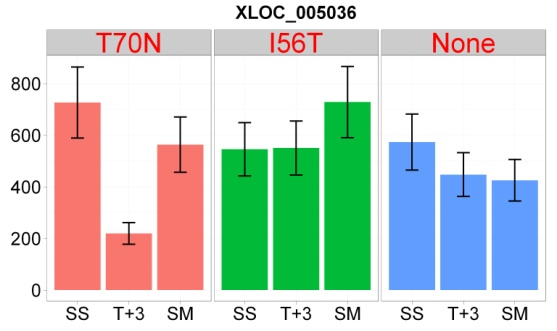 XLOC_005036
T70N I56T None
800
600
400
200
0
SS T+3 SM SS T+3 SM SS T+3 SM